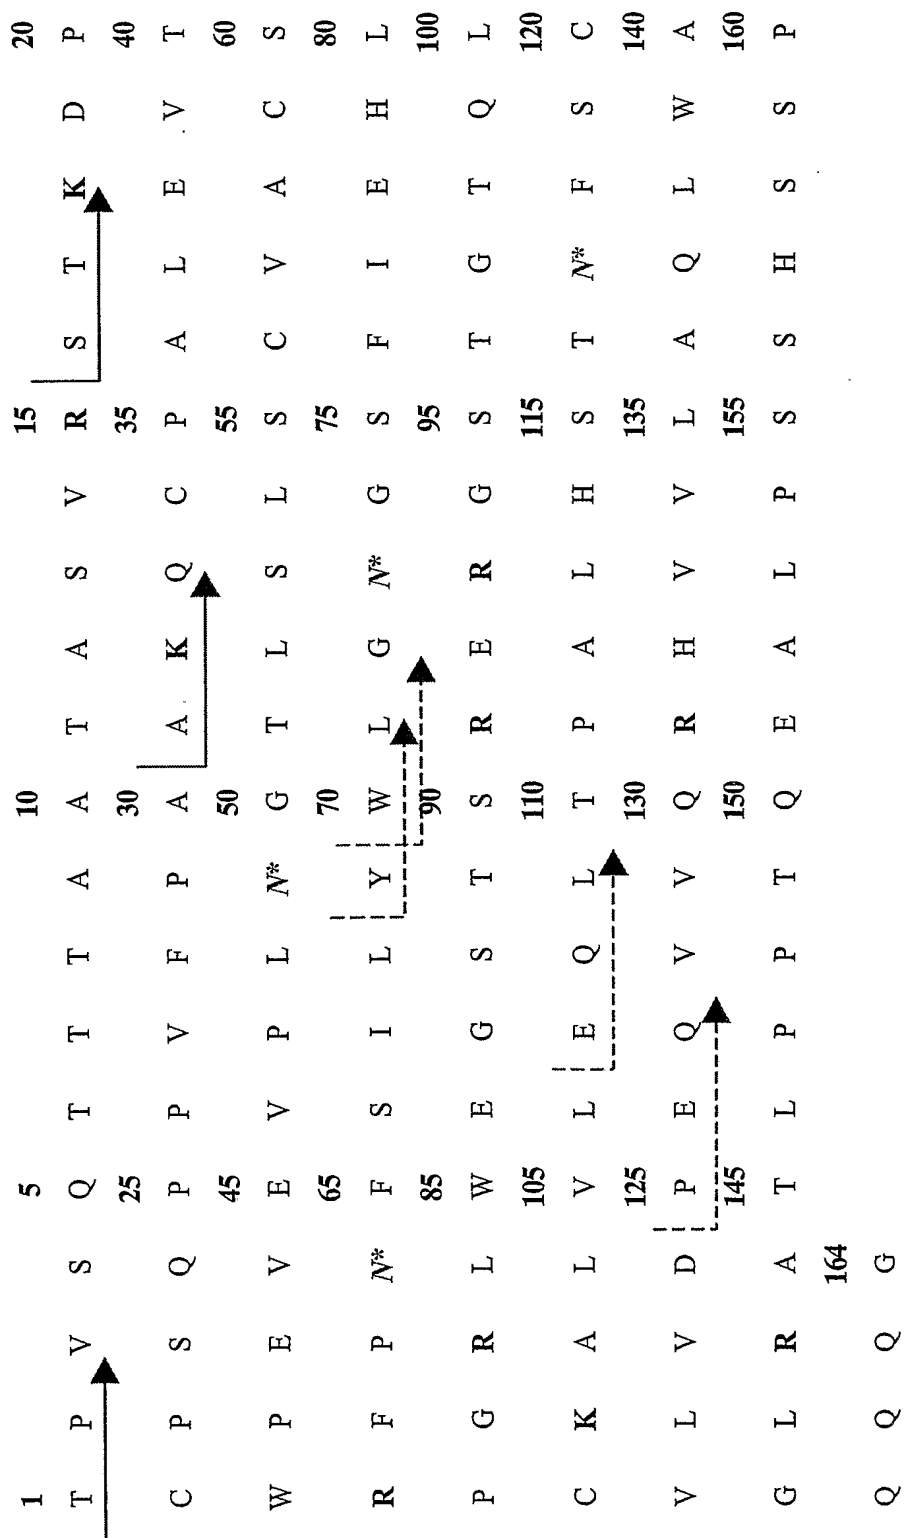 1 5 10 15 20
T P V S Q T T T A A T A S V R S T K D P
25 30 35 40
C P S Q P P V F P A A K Q C P A L E V T
45 50 55 60
W P E V E V P L N* G T L S L S C V A C S
65 70 75 80
R F P N* F S I L Y W L G N* G S F I E H L
85 90 95 100
P G R L W E G S T S R E R G S T G T Q L
105 110 115 120
C K A L V L E Q L T P A L H S T N* F S C
125 130 135 140
V L V D P E Q V V Q R H V V L A Q L W A
145 150 155 160
G L R A T L P P T Q E A L P S S H S S P
164
Q Q Q G